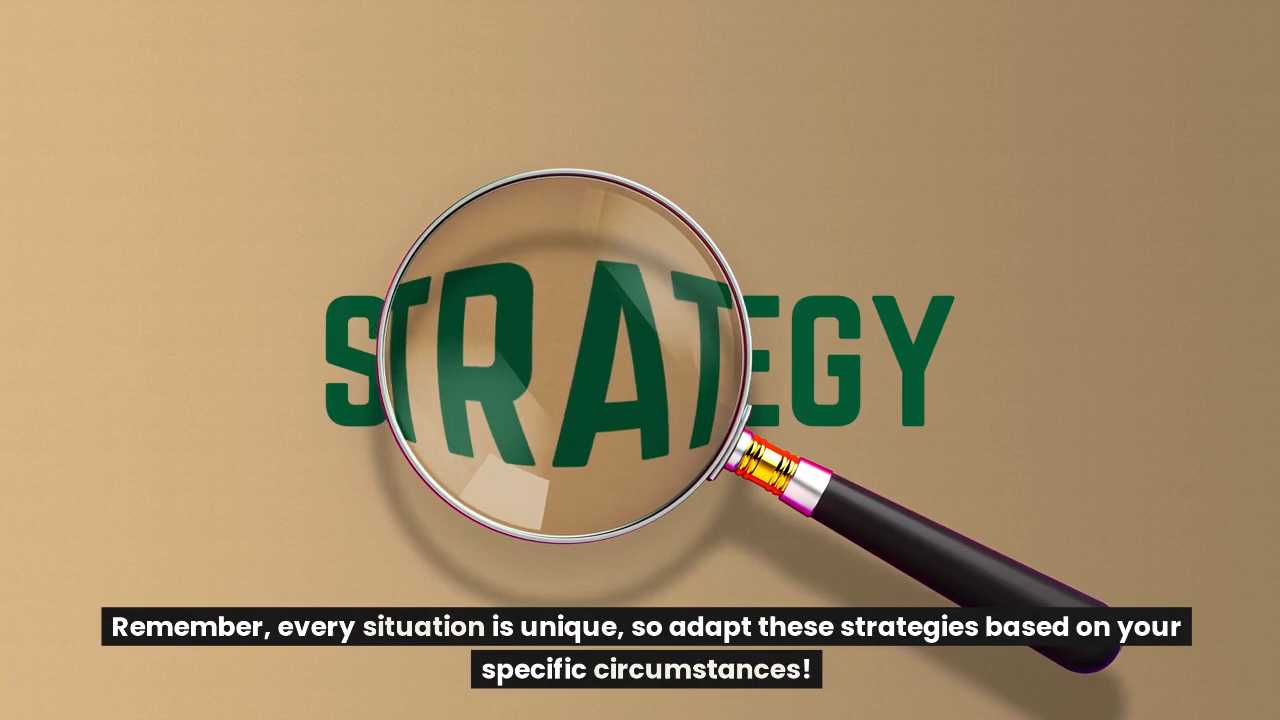 STRATEGY
Remember, every situation is unique, so adapt these strategies based on your
specific circumstances!